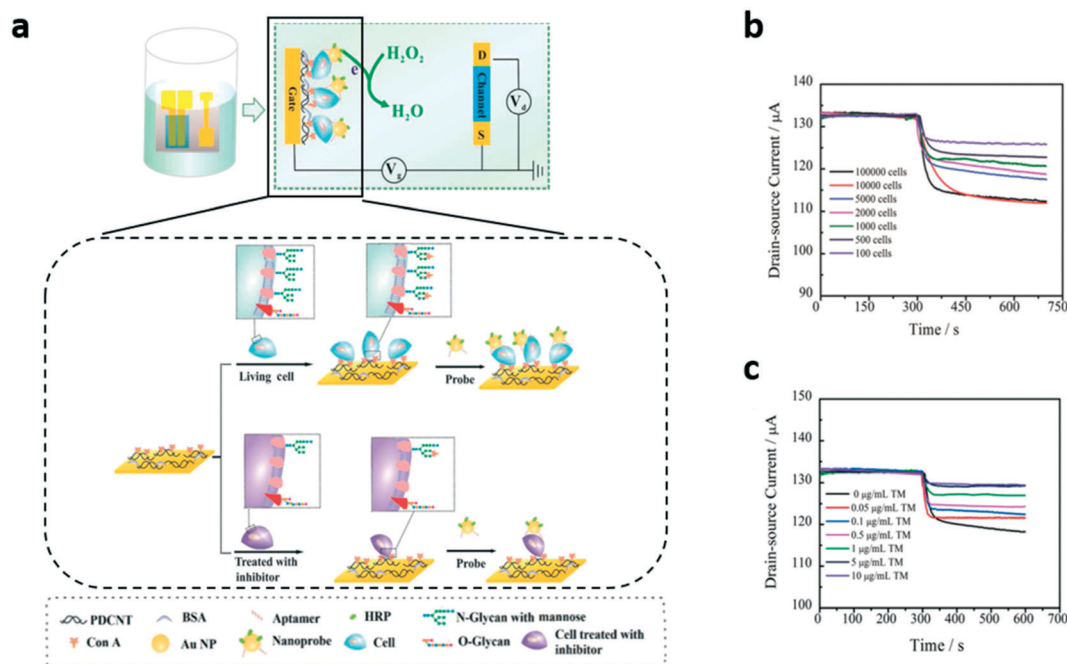 a
Gate
e
H2O2
H2O
D
Channel
S
Vd
Vg
Living cell
Probe
Treated with
inhibitor
Probe
PDCNT
BSA
Aptamer
HRP
N-Glycan with mannose
Con A
Au NP
Nanoprobe
Cell
O-Glycan
Cell treated with
inhibitor
b
Drain-source Current / μA
140
130
120
110
100
90
100000 cells
10000 cells
5000 cells
2000 cells
1000 cells
500 cells
100 cells
0 150 300 450 600 750
Time / s
c
Drain-source Current / μA
150
140
130
120
110
100
0 μg/mL TM
0.05 μg/mL TM
0.1 μg/mL TM
0.5 μg/mL TM
1 μg/mL TM
5 μg/mL TM
10 μg/mL TM
0 100 200 300 400 500 600 700
Time / s